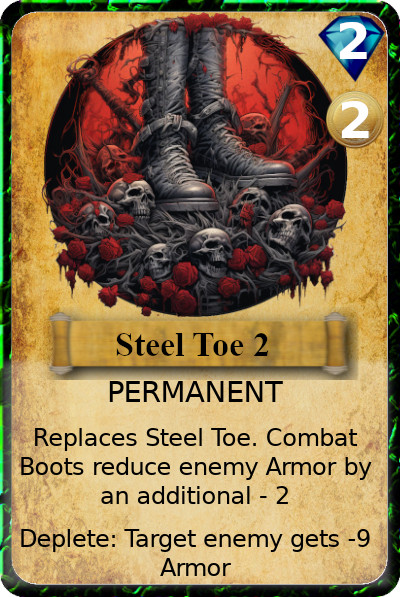 2
2
Steel Toe 2
PERMANENT
Replaces Steel Toe. Combat
Boots reduce enemy Armor by
an additional - 2
Deplete: Target enemy gets -9
Armor